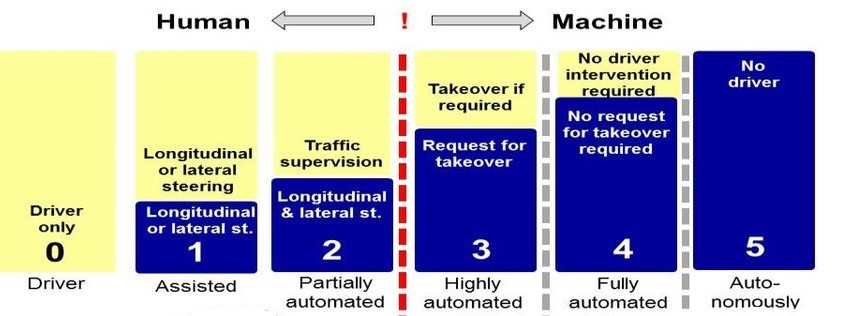 Human ! Machine
Driver
only
0
Driver
Longitudinal
or lateral
steering
Longitudinal
or lateral st.
1
Assisted
Traffic
supervision
Longitudinal
& lateral st.
2
Partially
automated
Takeover if
required
Request for
takeover
3
Highly
automated
No driver
intervention
required
No request
for takeover
required
4
Fully
automated
No
driver
5
Auto-
nomously